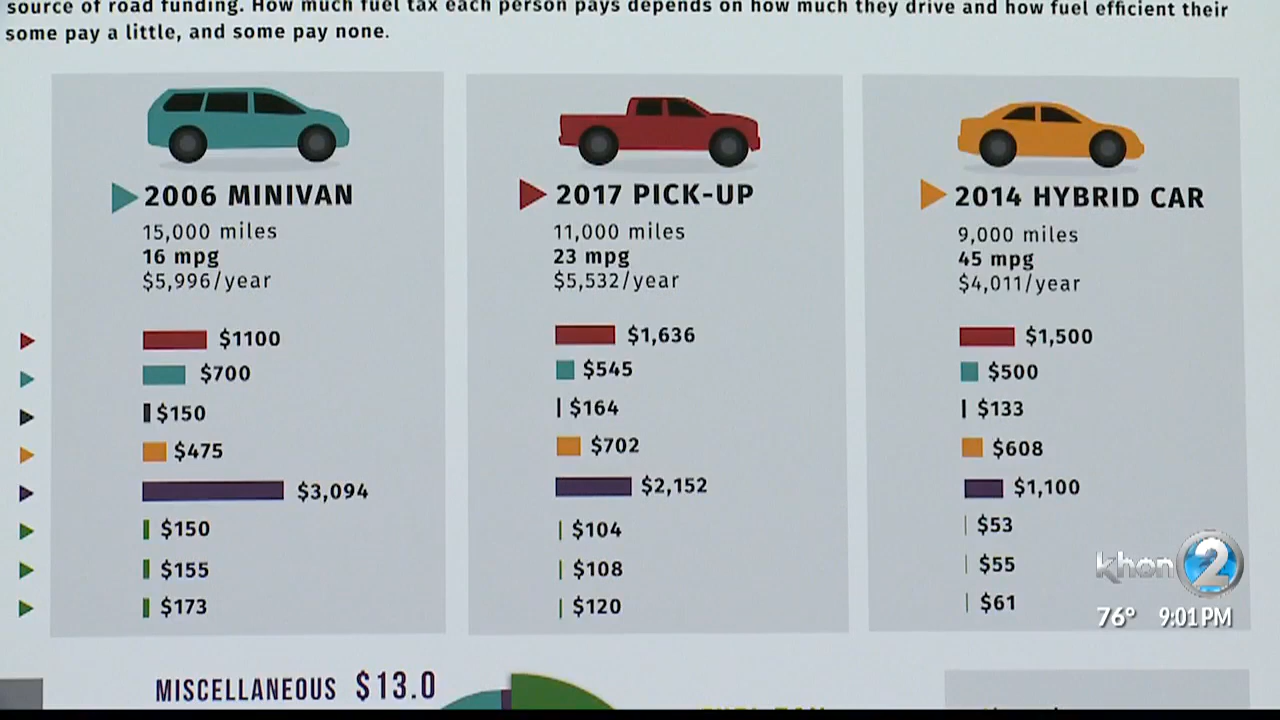 source of road funding. How much fuel tax each person pays depends on how much they drive and how fuel efficient their
some pay a little, and some pay none.
2006 MINIVAN
15,000 miles
16 mpg
$5,996/year
$1100
$700
$150
$475
$3,094
$150
$155
$173
2017 PICK-UP
11,000 miles
23 mpg
$5,532/year
$1,636
$545
$164
$702
$2,152
$104
$108
$120
2014 HYBRID CAR
9,000 miles
45 mpg
$4,011/year
$1,500
$500
$133
$608
$1,100
$53
$55
$61
khon 2
76° 9:01 PM
MISCELLANEOUS $13.0